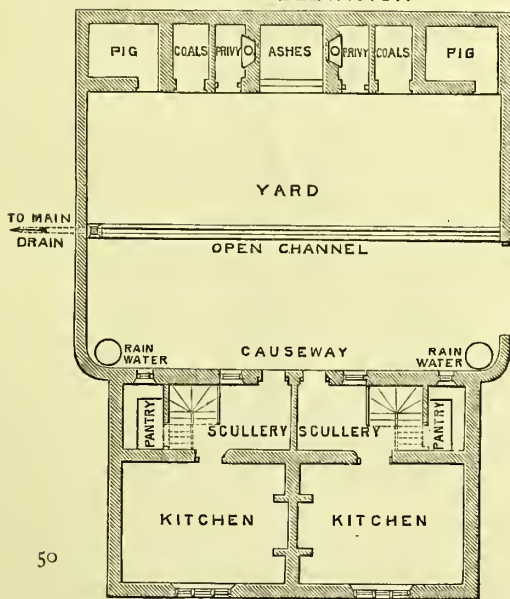 PIG COALS PRIVY ASHES PRIVY COALS PIG
YARD
TO MAIN
DRAIN
OPEN CHANNEL
RAIN
WATER
CAUSEWAY
RAIN
WATER
PANTRY
SCULLERY SCULLERY
PANTRY
KITCHEN KITCHEN
50